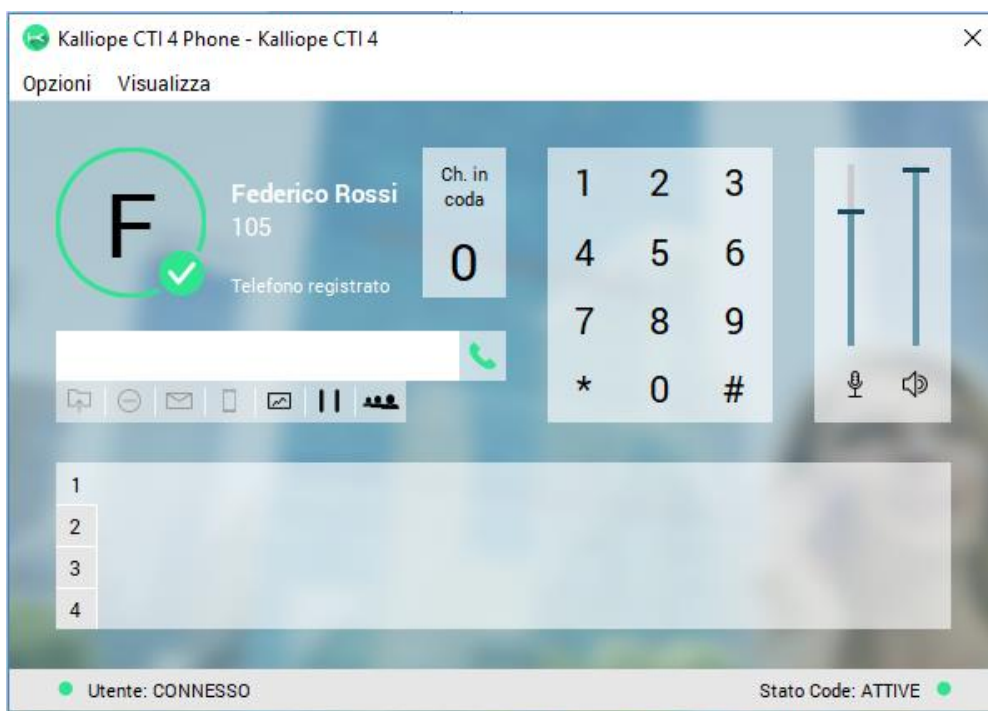 Kalliope CTI 4 Phone - Kalliope CTI 4
Opzioni Visualizza
F
Federico Rossi
105
Telefono registrato
Ch. in
coda
0
1 2 3
4 5 6
7 8 9
* 0 #
1
2
3
4
Utente: CONNESSO
Stato Code: ATTIVE